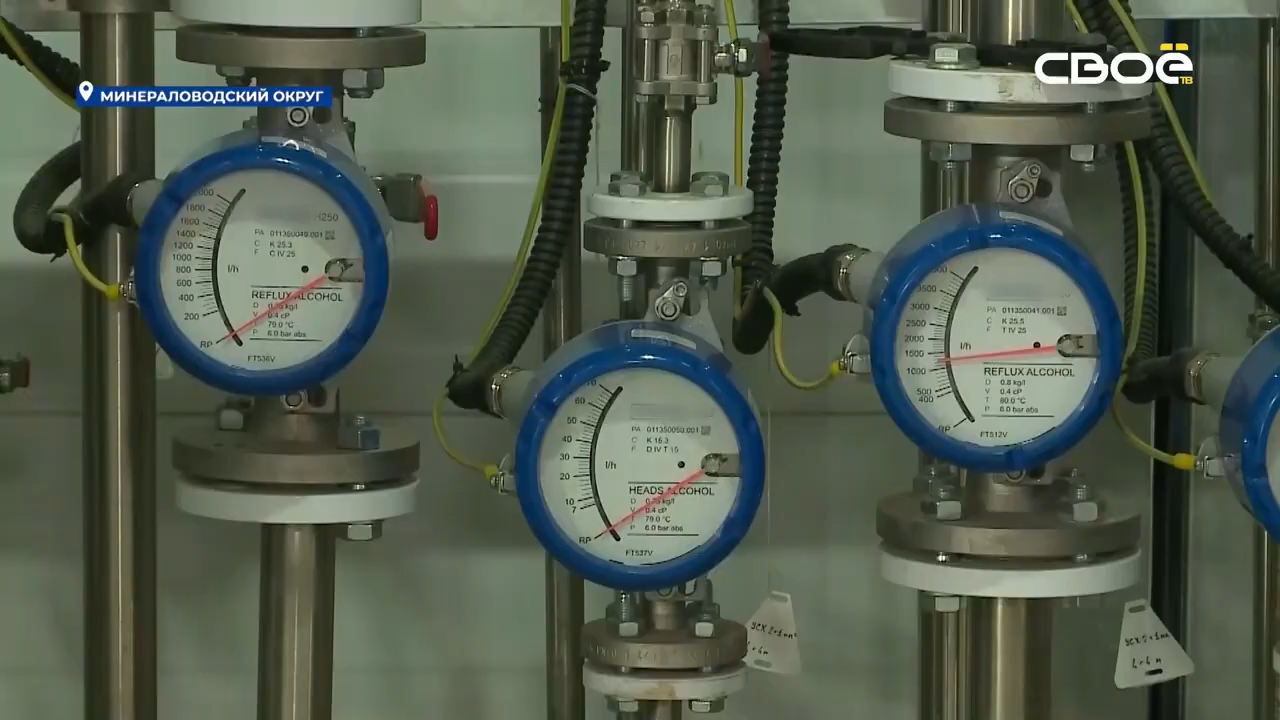 МИНЕРАЛОВОДСКИЙ ОКРУГ
СВОЁ
ТВ
1600
1400
1200
1000
800
600
400
200
RP
l/h
PA 011350049.001
C K 25.3
F C IV 25
REFLUX ALCOHOL
V 0.4 cP
T 79.0 °C
P 6.0 bar abs
FT536V
60
50
40
30
20
10
7
RP
l/h
PA 011350050.001
C K 15.3
F D IV T 15
HEADS ALCOHOL
V 0.4 cP
79.0 °C
P 6.0 bar abs
FT537V
3500
3000
2500
2000
1500
1000
500
400
RP
l/h
PA 011350041.001
C K 25.5
F T IV 25
REFLUX ALCOHOL
D 0.8 kg/l
V 0.4 cP
T 80.0 °C
P 6.0 bar abs
FT512V